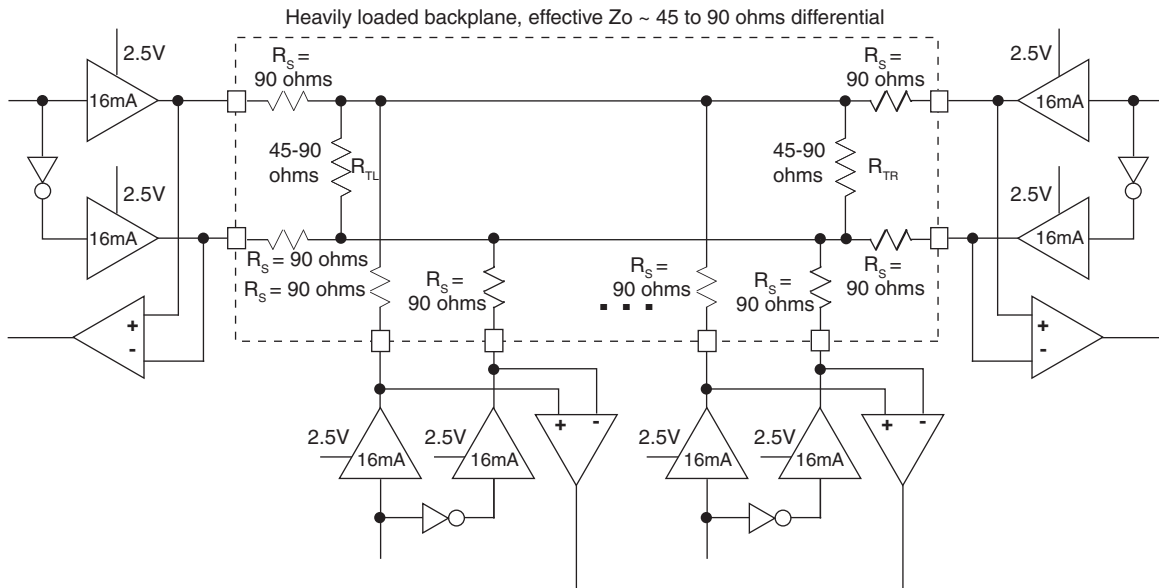 Heavily loaded backplane, effective Zo ~ 45 to 90 ohms differential
2.5V
RS =
90 ohms
RS =
90 ohms
2.5V
16mA
16mA
45-90
ohms
RTL
45-90
ohms
RTR
2.5V
2.5V
16mA
16mA
RS = 90 ohms
RS = 90 ohms
RS =
90 ohms
RS =
90 ohms
RS =
90 ohms
RS =
90 ohms
+
-
+
-
+
-
+
-
2.5V
2.5V
2.5V
2.5V
16mA
16mA
16mA
16mA